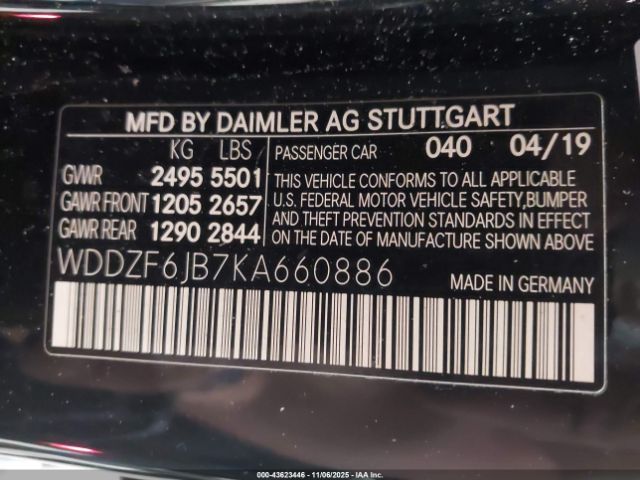 MFD BY DAIMLER AG STUTTGART
KG LBS
GVWR 2495 5501
GAWR FRONT 1205 2657
GAWR REAR 1290 2844
PASSENGER CAR 040 04/19
THIS VEHICLE CONFORMS TO ALL APPLICABLE
U.S. FEDERAL MOTOR VEHICLE SAFETY,BUMPER
AND THEFT PREVENTION STANDARDS IN EFFECT
ON DATE OF MANUFACTURE SHOWN ABOVE
WDDZF6JB7KA660886
MADE IN GERMANY
000-43623446 - 11/06/2025 - IAA, Inc.